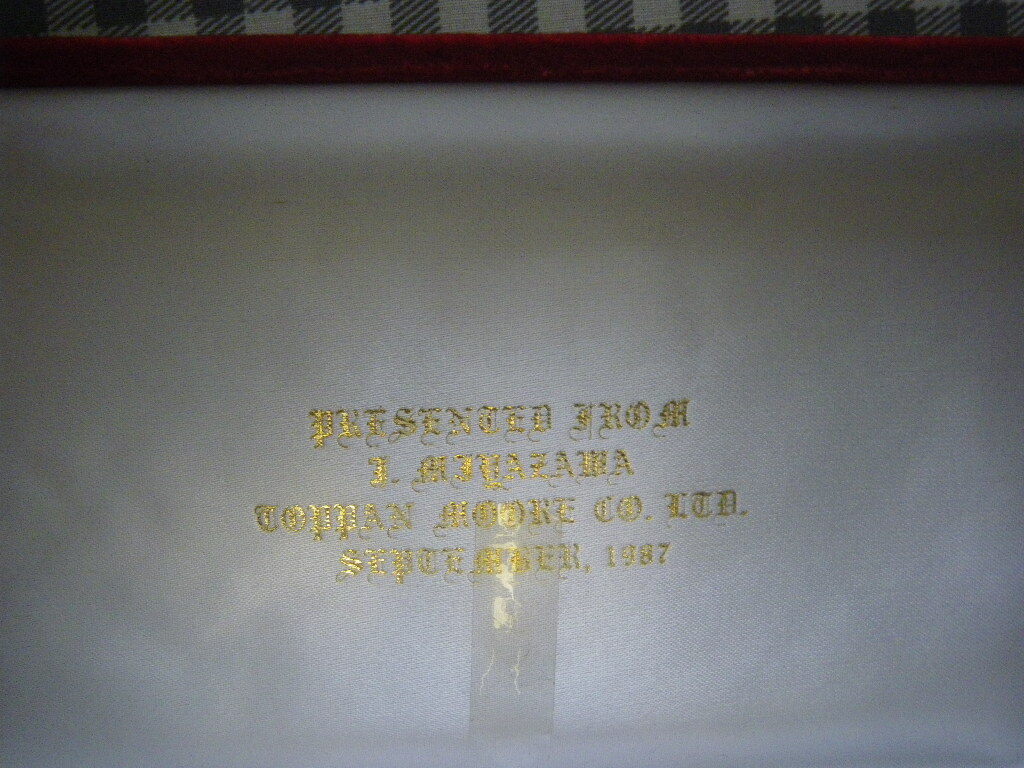 PRESENTED FROM
I. MIYAZAWA
TOPPAN MOORE CO. LTD.
SEPTEMBER, 1987